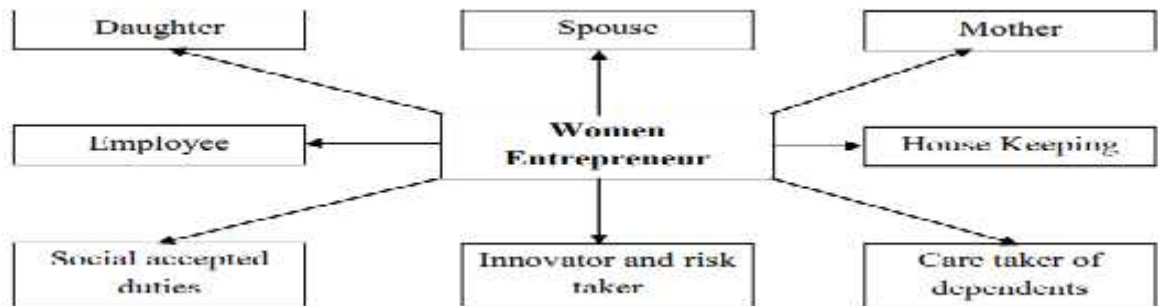 Daughter
Spouse
Mother
Employee
Women
Entrepreneur
House Keeping
Social accepted
duties
Innovator and risk
taker
Care taker of
dependents